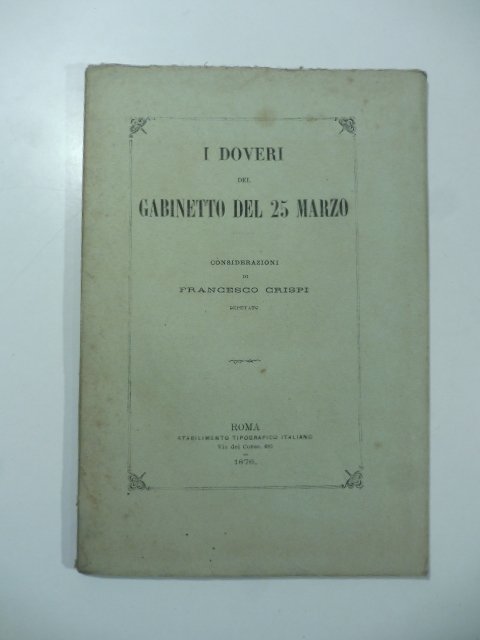 I DOVERI
DEL
GABINETTO DEL 25 MARZO
CONSIDERAZIONI
DI
FRANCESCO CRISPI
DEPUTATO
ROMA
STABILIMENTO TIPOGRAFICO ITALIANO
Via del Corso,
1876.